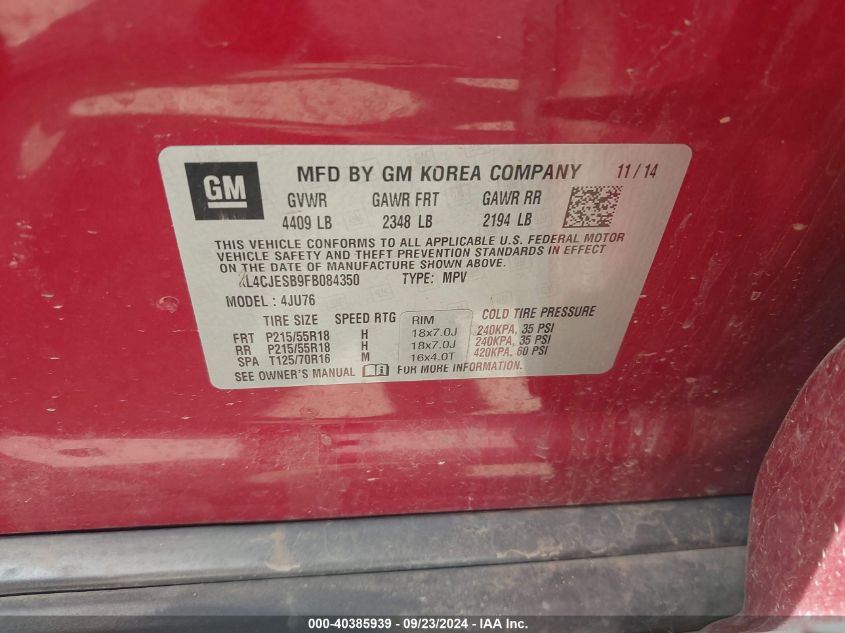 GM
MFD BY GM KOREA COMPANY 11/14
GVWR GAWR FRT GAWR RR
4409 LB 2348 LB 2194 LB
THIS VEHICLE CONFORMS TO ALL APPLICABLE U.S. FEDERAL MOTOR
VEHICLE SAFETY AND THEFT PREVENTION STANDARDS IN EFFECT
ON THE DATE OF MANUFACTURE SHOWN ABOVE.
KL4CJESB9FB084350 TYPE: MPV
MODEL: 4JU76
TIRE SIZE SPEED RTG RIM COLD TIRE PRESSURE
FRT P215/55R18 H 18x7.0J 240KPA, 35 PSI
RR P215/55R18 H 18x7.0J 240KPA, 35 PSI
SPA T125/70R16 M 16x4.0T 420KPA, 60 PSI
SEE OWNER'S MANUAL FOR MORE INFORMATION.
000-40385939 - 09/23/2024 - IAA Inc.